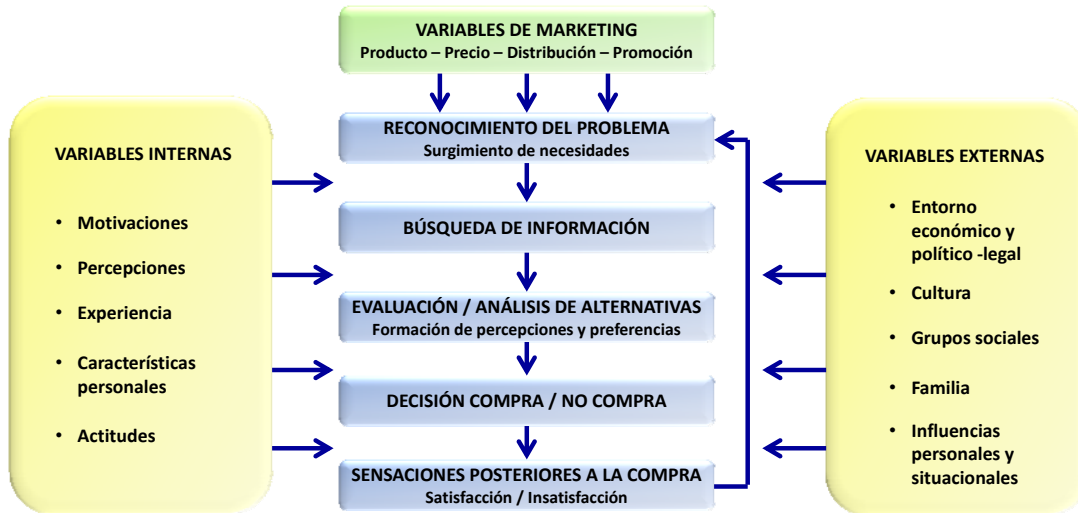 VARIABLES DE MARKETING
Producto – Precio – Distribución – Promoción
RECONOCIMIENTO DEL PROBLEMA
Surgimiento de necesidades
BÚSQUEDA DE INFORMACIÓN
EVALUACIÓN / ANÁLISIS DE ALTERNATIVAS
Formación de percepciones y preferencias
DECISIÓN COMPRA / NO COMPRA
SENSACIONES POSTERIORES A LA COMPRA
Satisfacción / Insatisfacción
VARIABLES INTERNAS
• Motivaciones
• Percepciones
• Experiencia
• Características
personales
• Actitudes
VARIABLES EXTERNAS
• Entorno
económico y
político -legal
• Cultura
• Grupos sociales
• Familia
• Influencias
personales y
situacionales